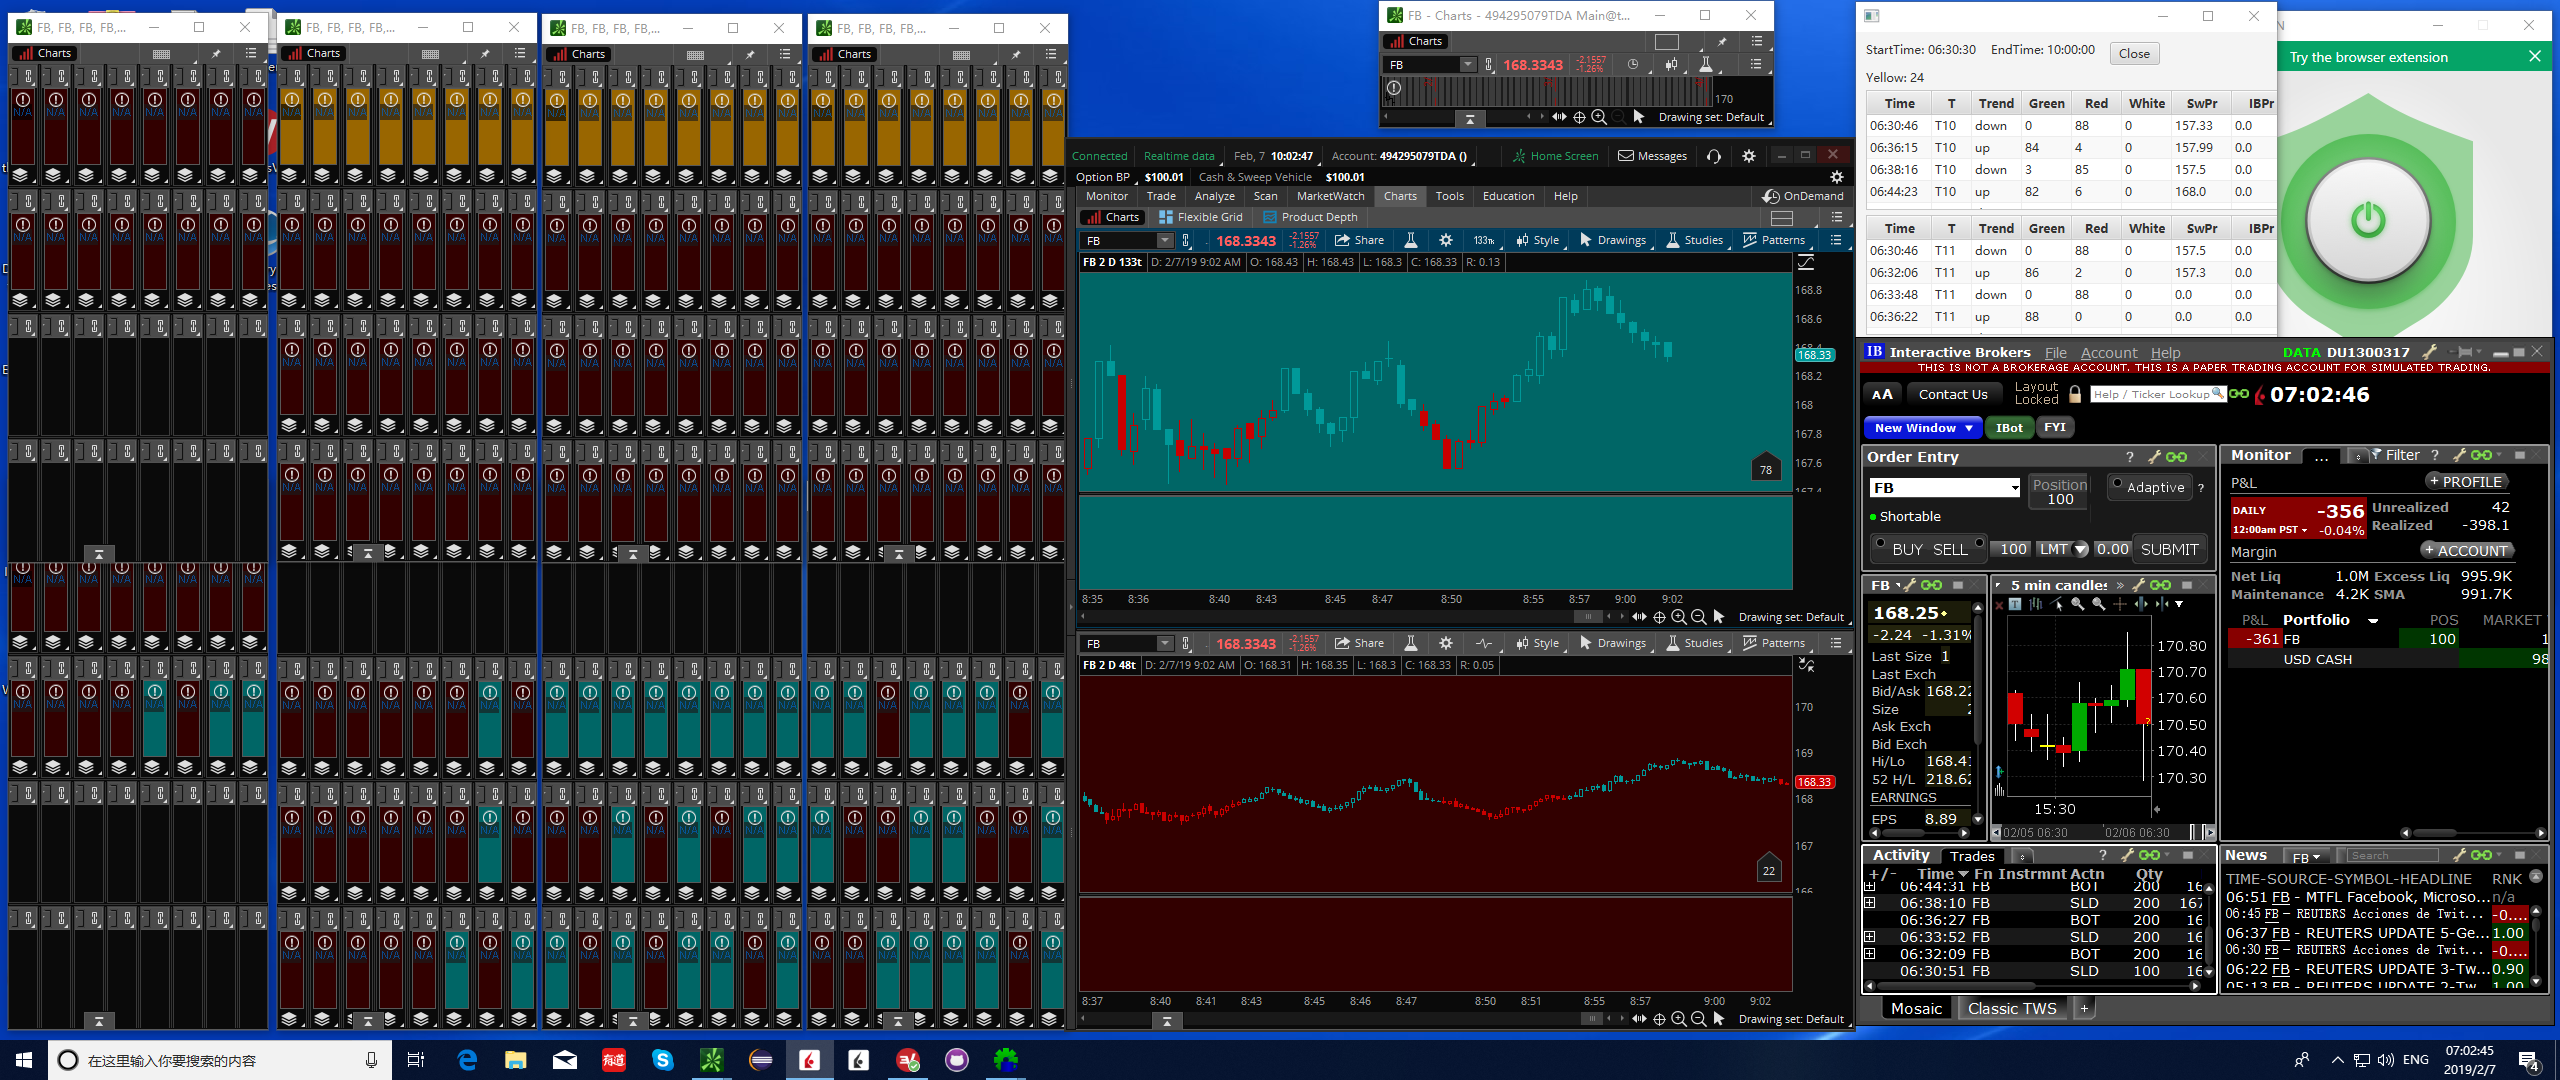 FB, FB, FB, FB,...
Charts
FB, FB, FB, FB,...
Charts
FB, FB, FB, FB,...
Charts
FB, FB, FB, FB,...
Charts
N/A N/A N/A N/A N/A N/A N/A N/A
FB - Charts - 494295079TDA Main@t...
Charts
FB 168.3343 -2.1557 -1.26%
170
Drawing set: Default
Connected Realtime data Feb, 7 10:02:47 Account: 494295079TDA () Home Screen Messages
Option BP $100.01 Cash & Sweep Vehicle $100.01
Monitor Trade Analyze Scan MarketWatch Charts Tools Education Help OnDemand
Charts Flexible Grid Product Depth
FB 168.3343 -2.1557 -1.26% Share 133tk Style Drawings Studies Patterns
FB 2 D 133t D: 2/7/19 9:02 AM O: 168.43 H: 168.43 L: 168.3 C: 168.33 R: 0.13
168.8
168.6
168.4
168.33
168.2
168
167.8
167.6
167.4
78
8:35 8:36 8:40 8:43 8:45 8:47 8:50 8:55 8:57 9:00 9:02
Drawing set: Default
FB 168.3343 -2.1557 -1.26% Share Style Drawings Studies Patterns
FB 2 D 48t D: 2/7/19 9:02 AM O: 168.31 H: 168.35 L: 168.3 C: 168.33 R: 0.05
170
169
168.33
168
167
166
22
8:37 8:40 8:41 8:43 8:45 8:46 8:47 8:50 8:51 8:55 8:57 9:00 9:02
Drawing set: Default
StartTime: 06:30:30 EndTime: 10:00:00 Close
Yellow: 24
Time T Trend Green Red White SwPr IBPr
06:30:46 T10 down 0 88 0 157.33 0.0
06:36:15 T10 up 84 4 0 157.99 0.0
06:38:16 T10 down 3 85 0 157.5 0.0
06:44:23 T10 up 82 6 0 168.0 0.0
Time T Trend Green Red White SwPr IBPr
06:30:46 T11 down 0 88 0 157.5 0.0
06:32:06 T11 up 86 2 0 157.3 0.0
06:33:48 T11 down 0 88 0 0.0 0.0
06:36:22 T11 up 88 0 0 0.0 0.0
N
Try the browser extension
IB Interactive Brokers File Account Help DATA DU1300317
THIS IS NOT A BROKERAGE ACCOUNT. THIS IS A PAPER TRADING ACCOUNT FOR SIMULATED TRADING.
AA Contact Us Layout Locked Help / Ticker Lookup 07:02:46
New Window IBot FYI
Order Entry ?
FB Position 100 Adaptive ?
Shortable
BUY SELL 100 LMT 0.00 SUBMIT
Monitor ... Filter ?
P&L + PROFILE
DAILY -356 Unrealized 42
12:00am PST -0.04% Realized -398.1
Margin + ACCOUNT
Net Liq 1.0M Excess Liq 995.9K
Maintenance 4.2K SMA 991.7K
P&L Portfolio POS MARKET
-361 FB 100 1
USD CASH 98
FB
168.25
-2.24 -1.31%
Last Size 1
Last Exch
Bid/Ask 168.22
Size 2
Ask Exch
Bid Exch
Hi/Lo 168.41
52 H/L 218.62
EARNINGS
EPS 8.89
5 min candles »
170.80
170.70
170.60
170.50
170.40
170.30
15:30
02/05 06:30 02/06 06:30
Activity Trades ?
+/- Time Fn Instrmnt Actn Qty
06:44:31 FB BOT 200 16
06:38:10 FB SLD 200 167
06:36:27 FB BOT 200 16
06:33:52 FB SLD 200 16
06:32:09 FB BOT 200 16
06:30:51 FB SLD 100 16
News FB Search
TIME-SOURCE-SYMBOL-HEADLINE RNK
06:51 FB - MTFL Facebook, Microso... n/a
06:45 FB - REUTERS Acciones de Twit... -0....
06:37 FB - REUTERS UPDATE 5-Ge... 1.00
06:30 FB - REUTERS Acciones de Twit... -0....
06:22 FB - REUTERS UPDATE 3-Tw... 0.90
05:13 FB - REUTERS UPDATE 2-Tw... 1.00
Mosaic Classic TWS +
在这里输入你要搜索的内容
有道
ENG
07:02:45
2019/2/7
4